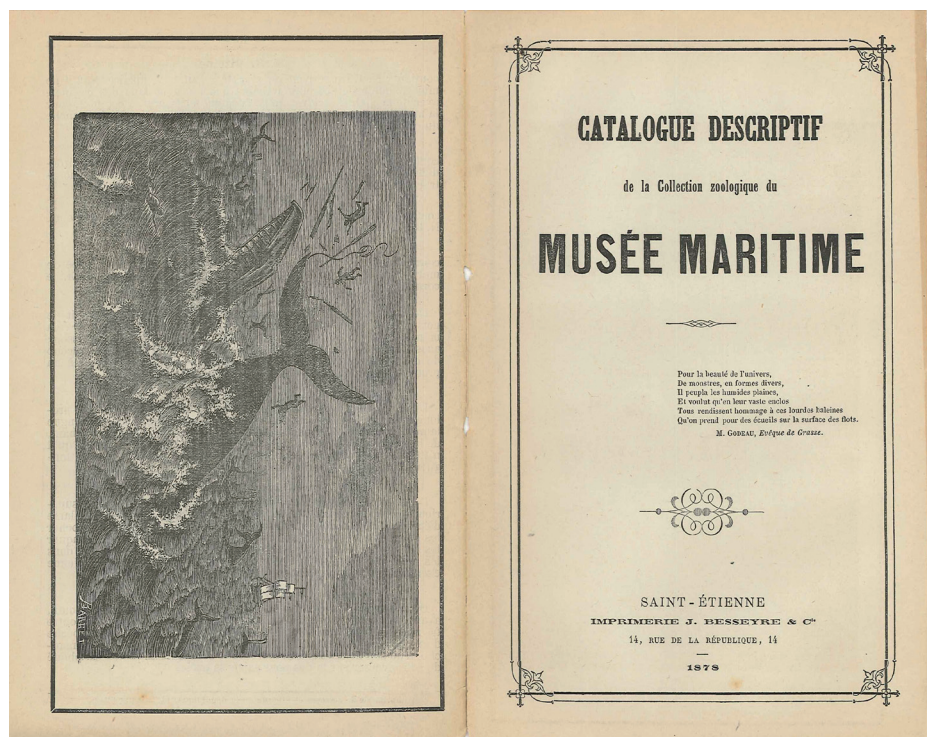 J BARRET
CATALOGUE DESCRIPTIF
de la Collection zoologique du
MUSÉE MARITIME
Pour la beauté de l'univers,
De monstres, en formes divers,
Il peupla les humides plaines,
Et voulut qu'en leur vaste enclos
Tous rendissent hommage à ces lourdes baleines
Qu'on prend pour des écueils sur la surface des flots.
M. GODEAU, Evêque de Grasse.
SAINT-ÉTIENNE
IMPRIMERIE J. BESSEYRE & Cie
14, RUE DE LA RÉPUBLIQUE, 14
1878